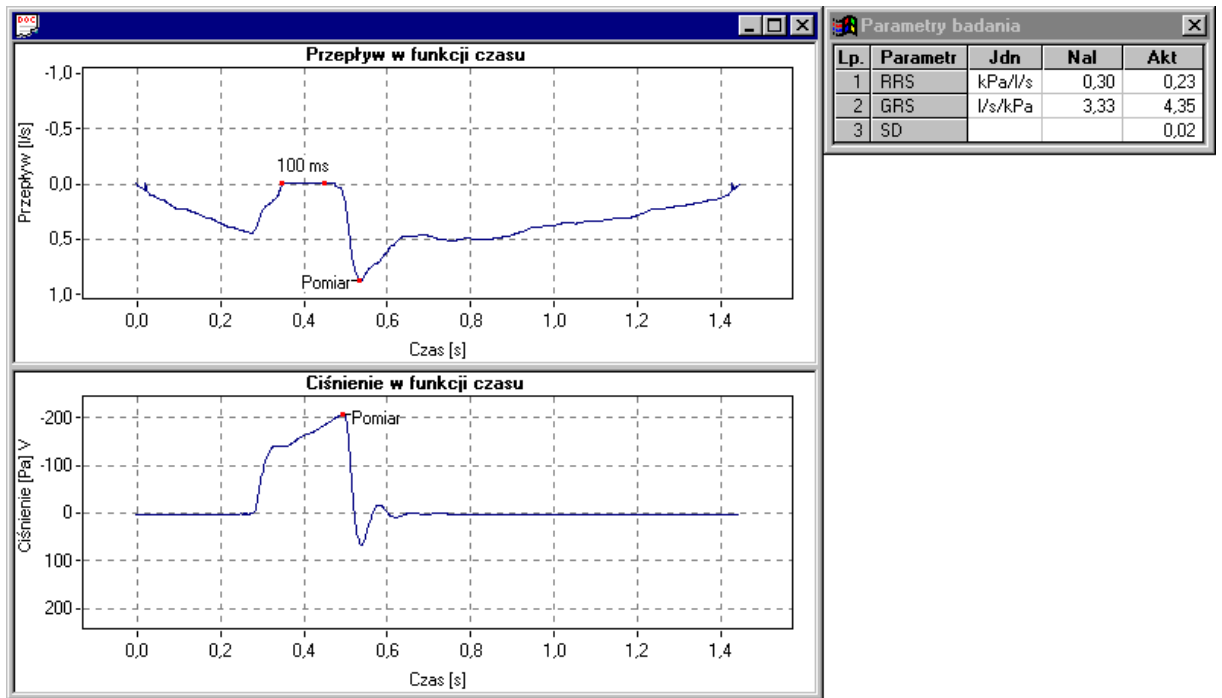 DOC
Przepływ w funkcji czasu
-1,0
-0,5
0,0
0,5
1,0
Przepływ [l/s]
100 ms
Pomiar
0,0 0,2 0,4 0,6 0,8 1,0 1,2 1,4
Czas [s]
Ciśnienie w funkcji czasu
-200
-100
0
100
200
Ciśnienie [Pa] V
Pomiar
0,0 0,2 0,4 0,6 0,8 1,0 1,2 1,4
Czas [s]
Parametry badania
Lp. Parametr Jdn Nal Akt
1 RRS kPa/l/s 0,30 0,23
2 GRS l/s/kPa 3,33 4,35
3 SD 0,02